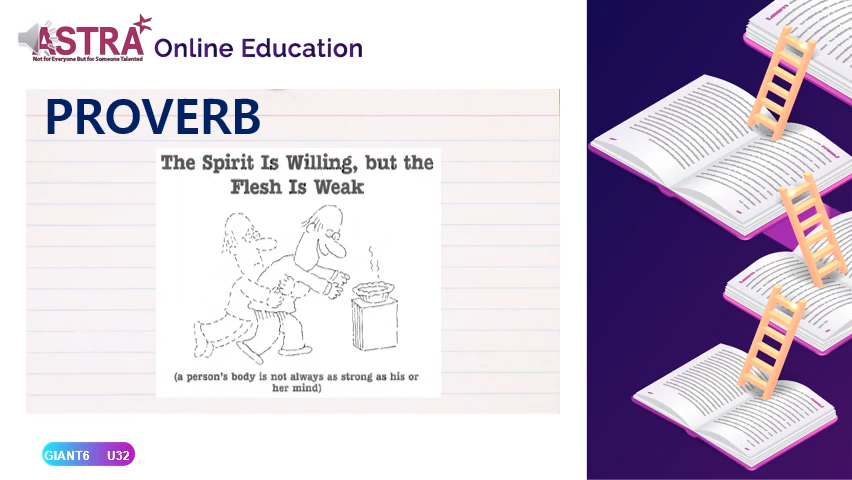 ASTRA
Not for Everyone But for Someone Talented
Online Education
PROVERB
The Spirit Is Willing, but the
Flesh Is Weak
(a person's body is not always as strong as his or
her mind)
GIANT6 U32